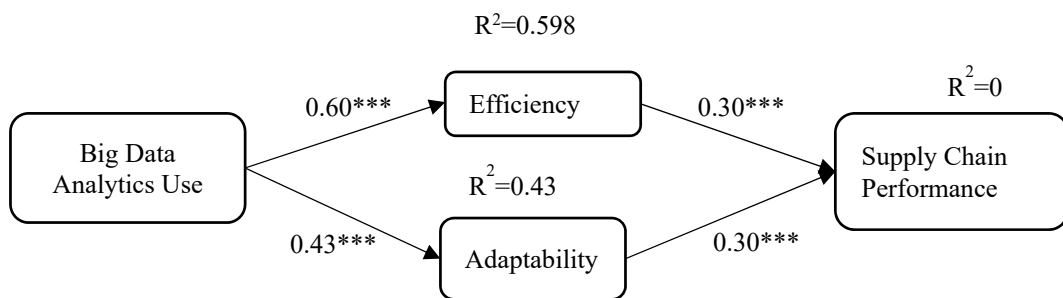 R²=0.598
R²=0
0.60***
Efficiency
0.30***
Big Data
Analytics Use
Supply Chain
Performance
R²=0.43
0.43***
Adaptability
0.30***